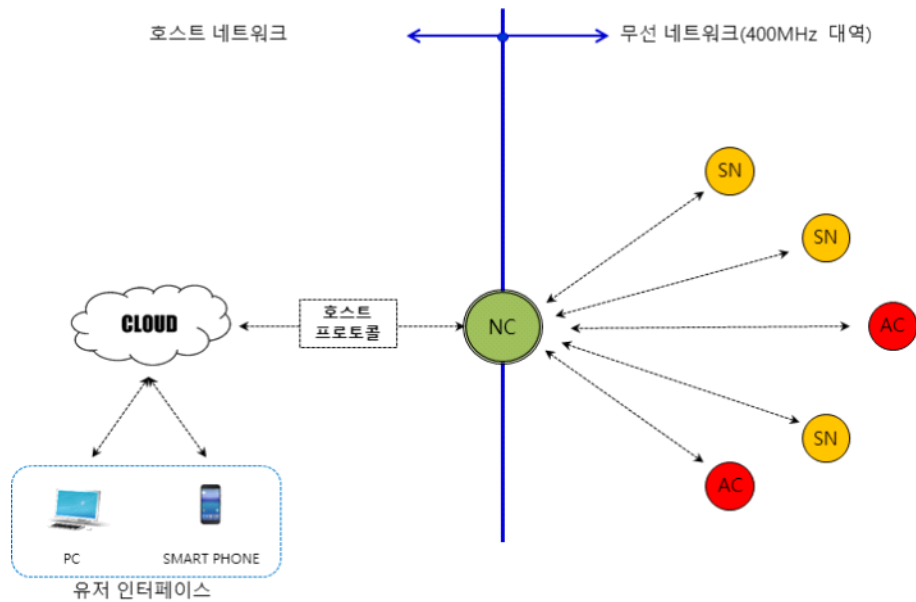 호스트 네트워크
무선 네트워크(400MHz 대역)
SN
SN
CLOUD
호스트
프로토콜
NC
AC
SN
AC
PC
SMART PHONE
유저 인터페이스